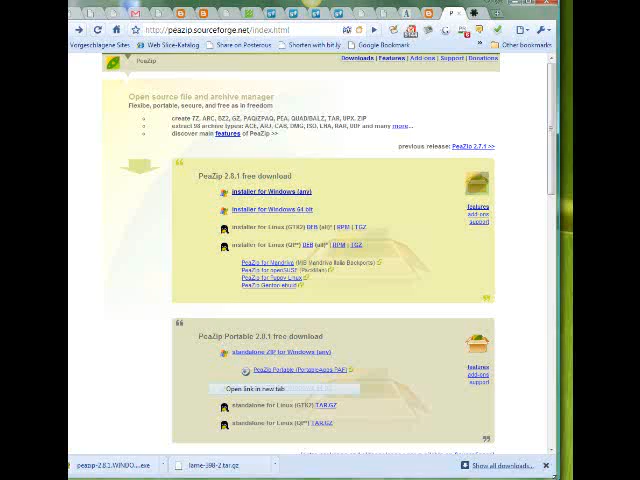 http://peazip.sourceforge.net/index.html
Vorgeschlagene Sites
Web Slice-Katalog
Share on Posterous
Shorten with bit.ly
Google Bookmark
Other bookmarks
PeaZip
Downloads | Features | Add-ons | Support | Donations
Open source file and archive manager
Flexibe, portable, secure, and free as in freedom
create 7Z, ARC, BZ2, GZ, PAQ/ZPAQ, PEA, QUAD/BALZ, TAR, UPX, ZIP
extract 98 archive types: ACE, ARJ, CAB, DMG, ISO, LHA, RAR, UDF and many more...
discover main features of PeaZip >>
previous release: PeaZip 2.7.1 >>
PeaZip 2.8.1 free download
installer for Windows (any)
installer for Windows 64 bit
features
add-ons
support
installer for Linux (GTK2) DEB (all)* | RPM | TGZ
installer for Linux (Qt**) DEB (all)* | RPM | TGZ
PeaZip for Mandriva (MIB Mandriva Italia Backports)
PeaZip for openSUSE (Packman)
PeaZip for Puppy Linux
PeaZip Gentoo ebuild
PeaZip Portable 2.8.1 free download
standalone ZIP for Windows (any)
PeaZip Portable (PortableApps PAF)
features
add-ons
support
Open link in new tab
standalone for Linux (GTK2) TAR.GZ
standalone for Linux (Qt**) TAR.GZ
peazip-2.8.1.WINDO....exe
lame-398-2.tar.gz
Show all downloads...